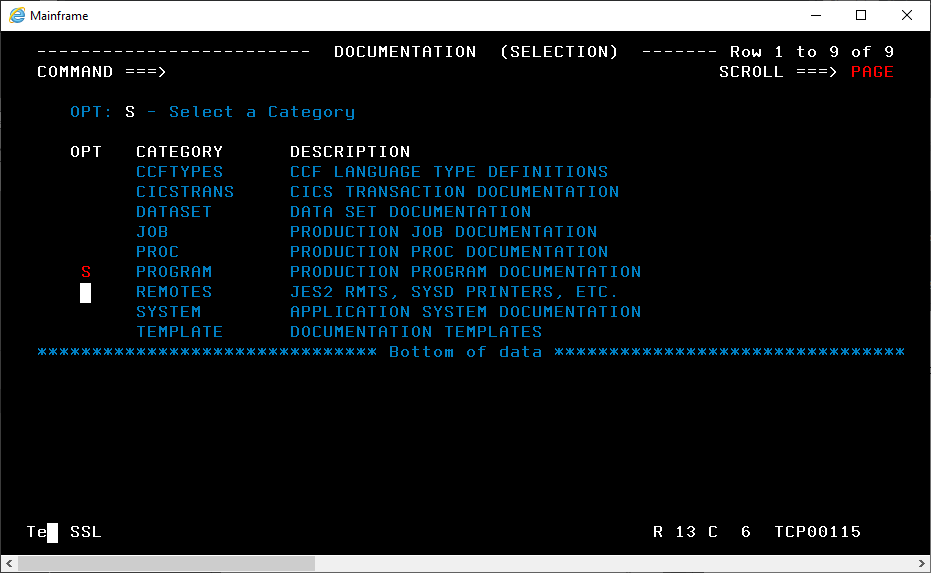 Mainframe
------------------------- DOCUMENTATION (SELECTION) ------- Row 1 to 9 of 9
COMMAND ===> SCROLL ===> PAGE
OPT: S - Select a Category
OPT CATEGORY DESCRIPTION
CCFTYPES CCF LANGUAGE TYPE DEFINITIONS
CICSTRANS CICS TRANSACTION DOCUMENTATION
DATASET DATA SET DOCUMENTATION
JOB PRODUCTION JOB DOCUMENTATION
PROC PRODUCTION PROC DOCUMENTATION
S PROGRAM PRODUCTION PROGRAM DOCUMENTATION
REMOTES JES2 RMTS, SYSD PRINTERS, ETC.
SYSTEM APPLICATION SYSTEM DOCUMENTATION
TEMPLATE DOCUMENTATION TEMPLATES
******************************* Bottom of data ********************************
Te SSL R 13 C 6 TCP00115